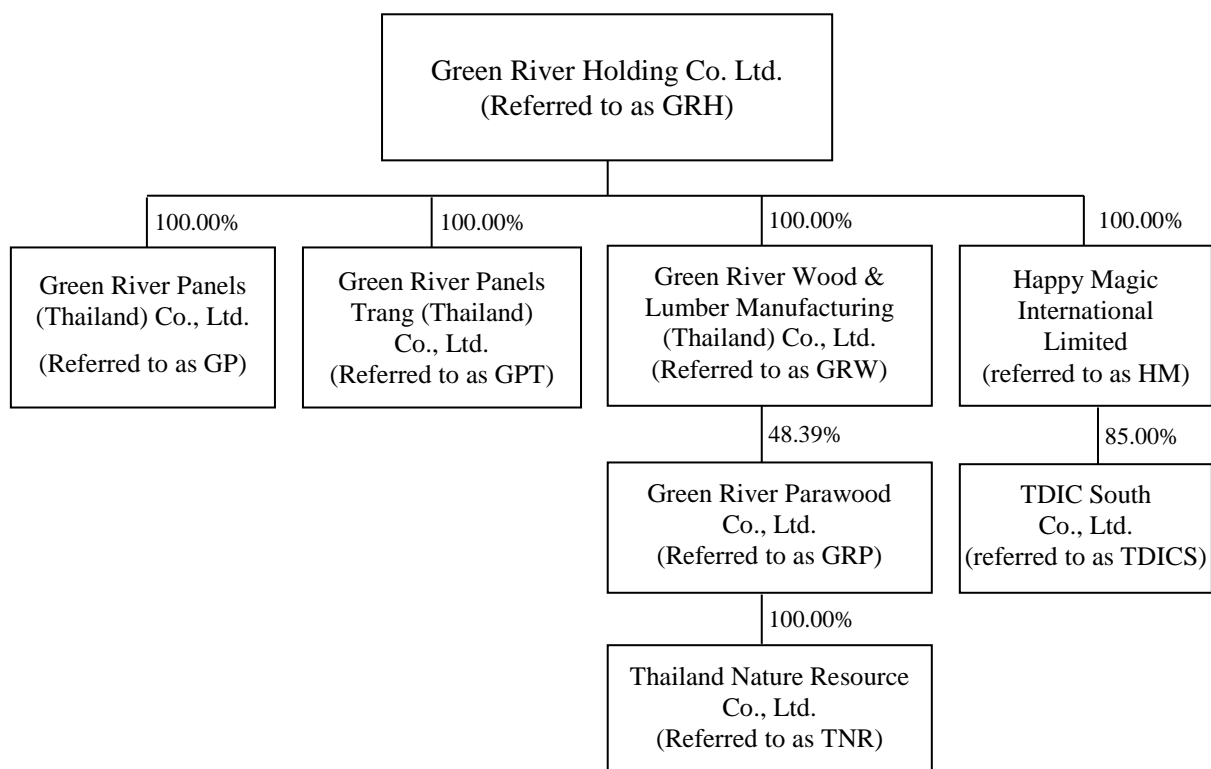 Green River Holding Co. Ltd.
(Referred to as GRH)
100.00%
100.00%
100.00%
100.00%
Green River Panels
(Thailand) Co., Ltd.
(Referred to as GP)
Green River Panels
Trang (Thailand)
Co., Ltd.
(Referred to as GPT)
Green River Wood &
Lumber Manufacturing
(Thailand) Co., Ltd.
(Referred to as GRW)
Happy Magic
International
Limited
(referred to as HM)
48.39%
85.00%
Green River Parawood
Co., Ltd.
(Referred to as GRP)
TDIC South
Co., Ltd.
(referred to as TDICS)
100.00%
Thailand Nature Resource
Co., Ltd.
(Referred to as TNR)